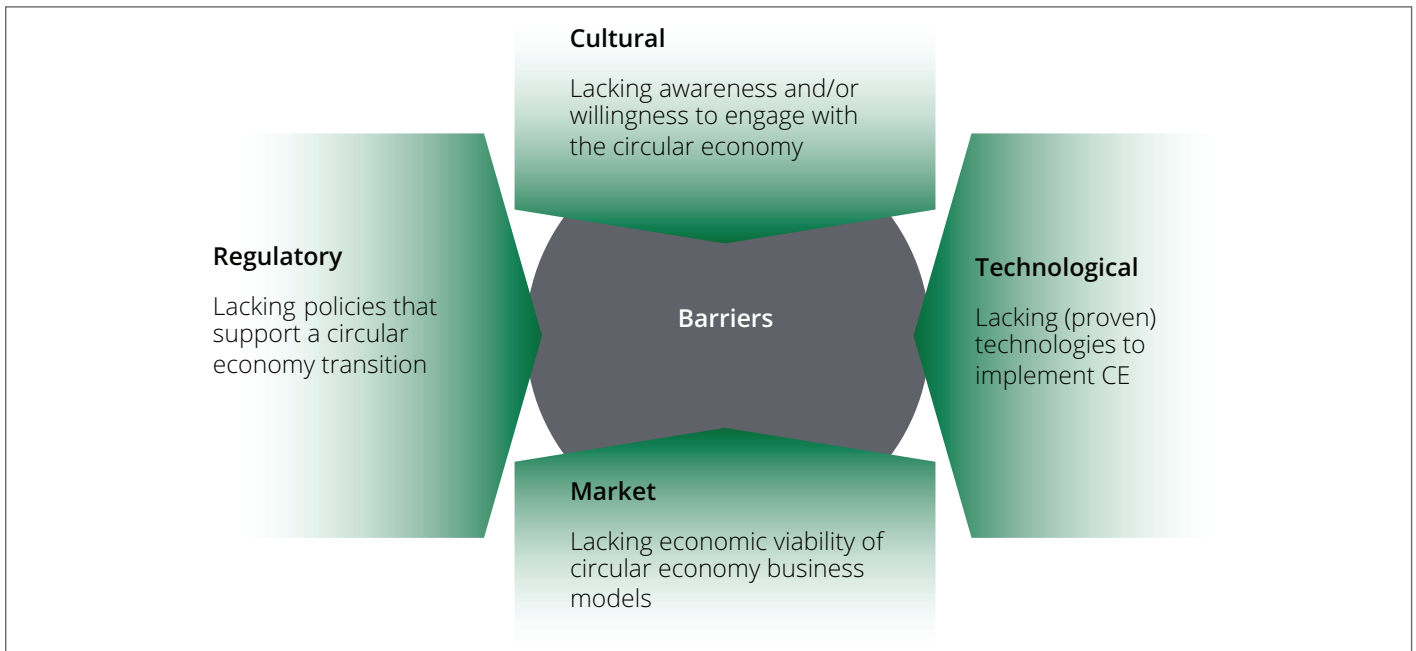 Cultural
Lacking awareness and/or
willingness to engage with
the circular economy
Regulatory
Lacking policies that
support a circular
economy transition
Barriers
Technological
Lacking (proven)
technologies to
implement CE
Market
Lacking economic viability of
circular economy business
models